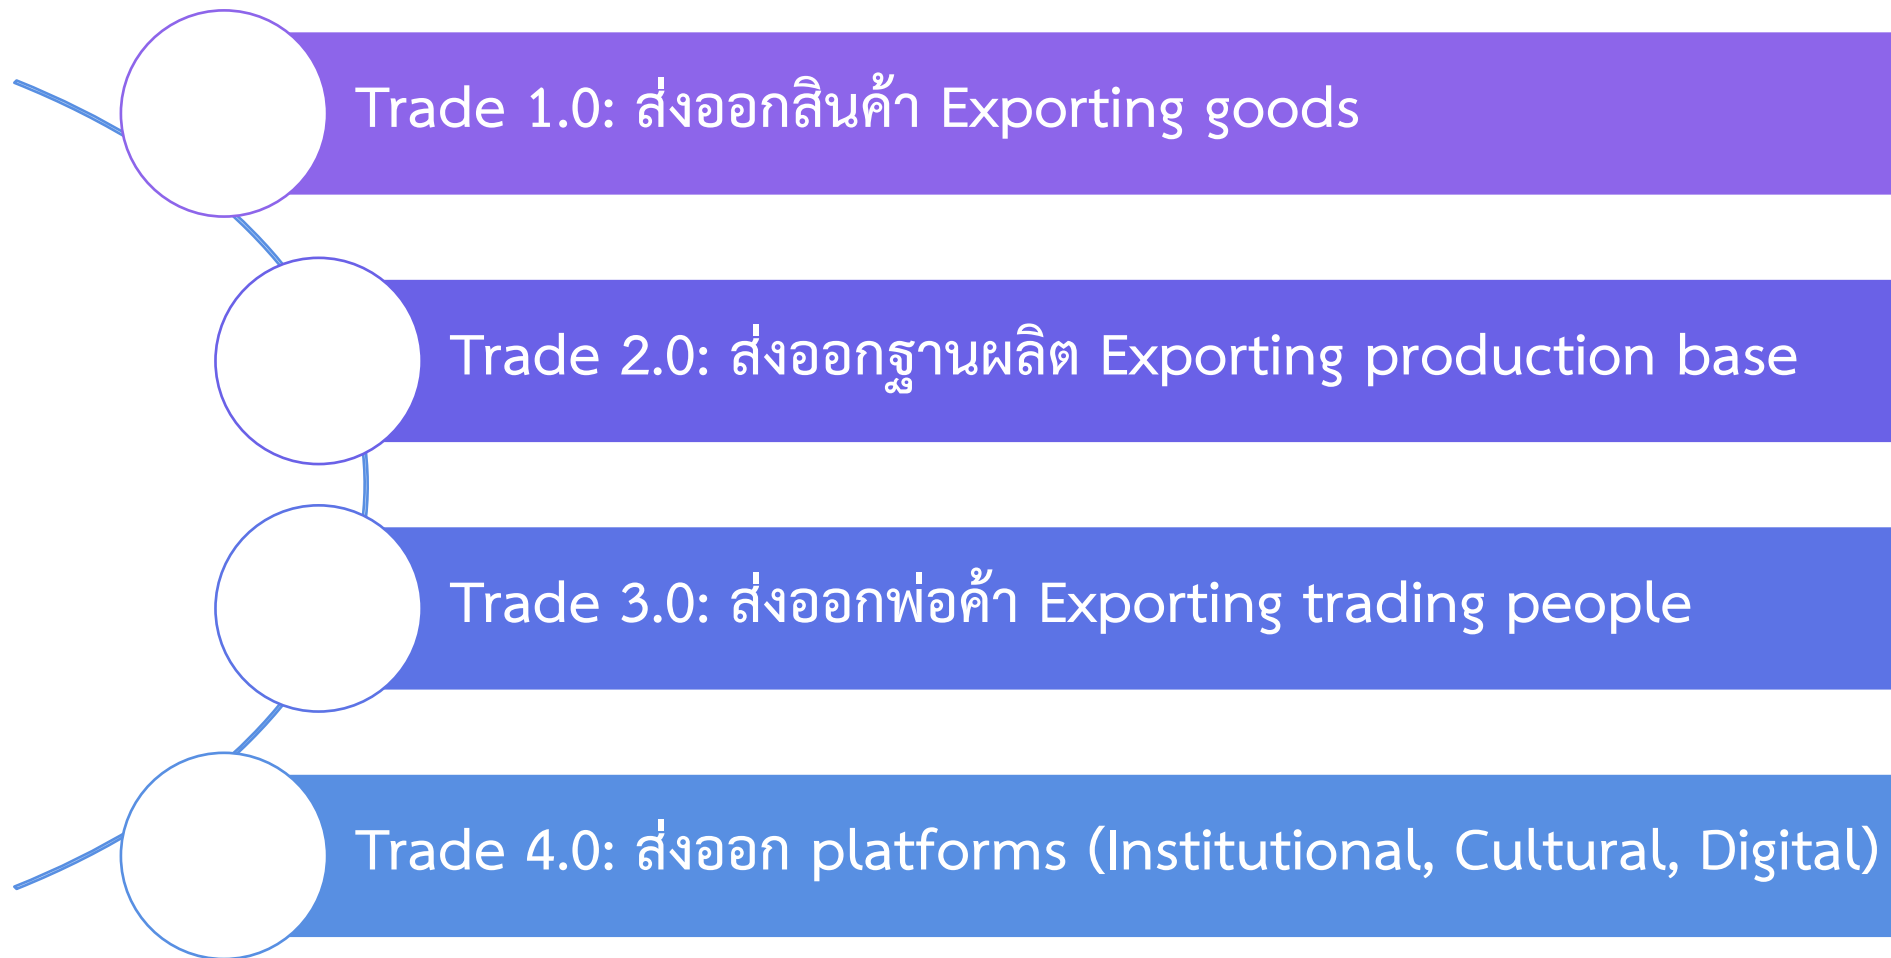 Trade 1.0: ส่งออกสินค้า Exporting goods
Trade 2.0: ส่งออกฐานผลิต Exporting production base
Trade 3.0: ส่งออกพ่อค้า Exporting trading people
Trade 4.0: ส่งออก platforms (Institutional, Cultural, Digital)